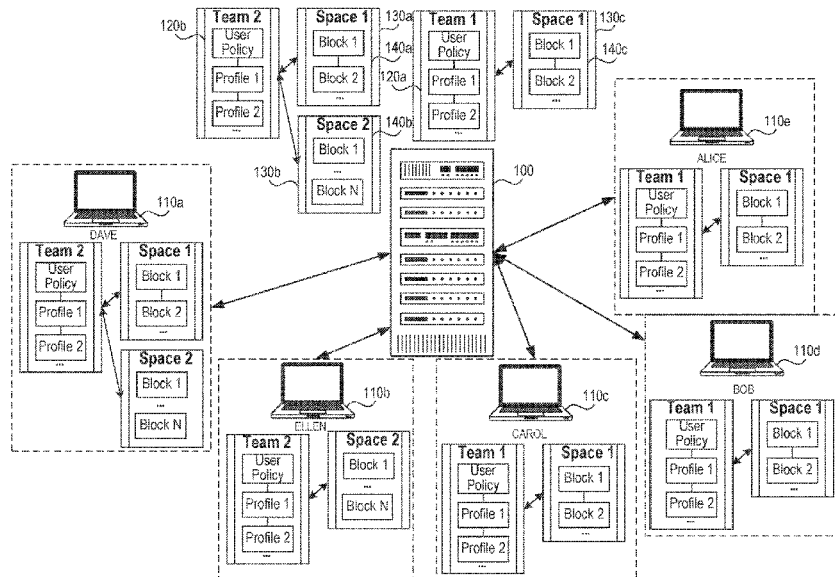 Team 2
120b
User
Policy
Profile 1
Profile 2
...
Space 1
130a
140a
Block 1
Block 2
...
Space 2
140b
130b
Block 1
Block N
...
Team 1
120a
User
Policy
Profile 1
Profile 2
...
Space 1
130c
140c
Block 1
Block 2
...
100
110e
ALICE
Team 1
User
Policy
Profile 1
Profile 2
...
Space 1
Block 1
Block 2
...
110a
DAVE
Team 2
User
Policy
Profile 1
Profile 2
...
Space 1
Block 1
Block 2
...
Space 2
Block 1
Block N
...
110b
ELLEN
Team 2
User
Policy
Profile 1
Profile 2
...
Space 2
Block 1
Block N
...
110c
CAROL
Team 1
User
Policy
Profile 1
Profile 2
...
Space 1
Block 1
Block 2
...
110d
BOB
Team 1
User
Policy
Profile 1
Profile 2
...
Space 1
Block 1
Block 2
...